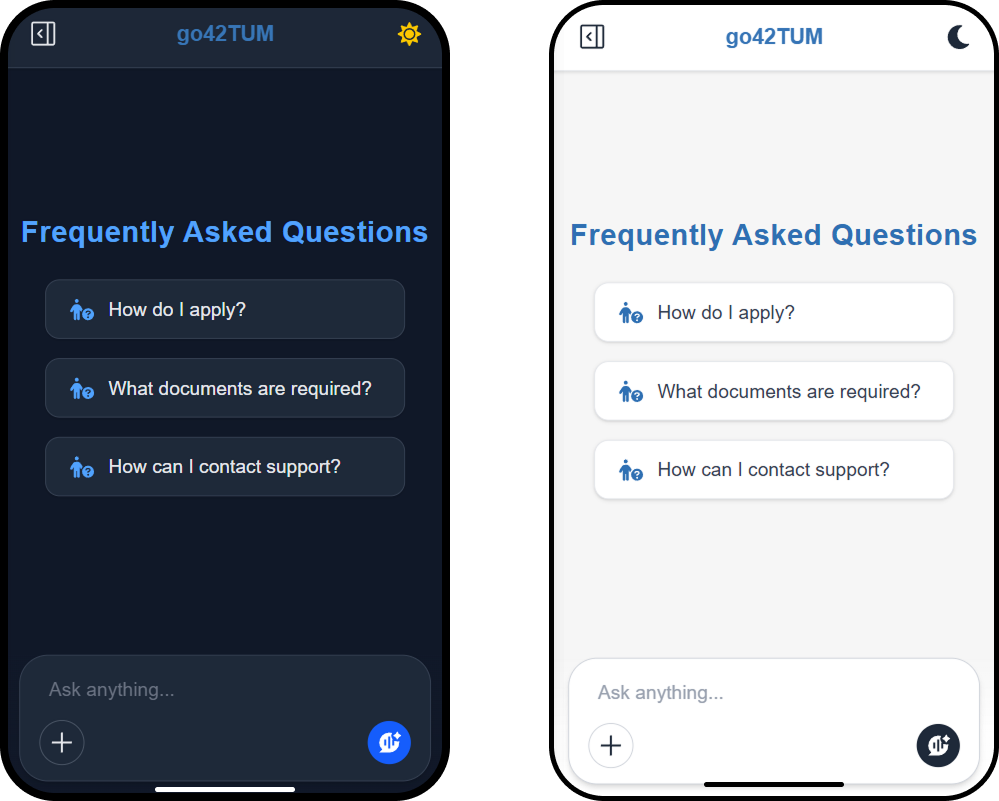 go42TUM
Frequently Asked Questions
How do I apply?
What documents are required?
How can I contact support?
Ask anything...
go42TUM
Frequently Asked Questions
How do I apply?
What documents are required?
How can I contact support?
Ask anything...